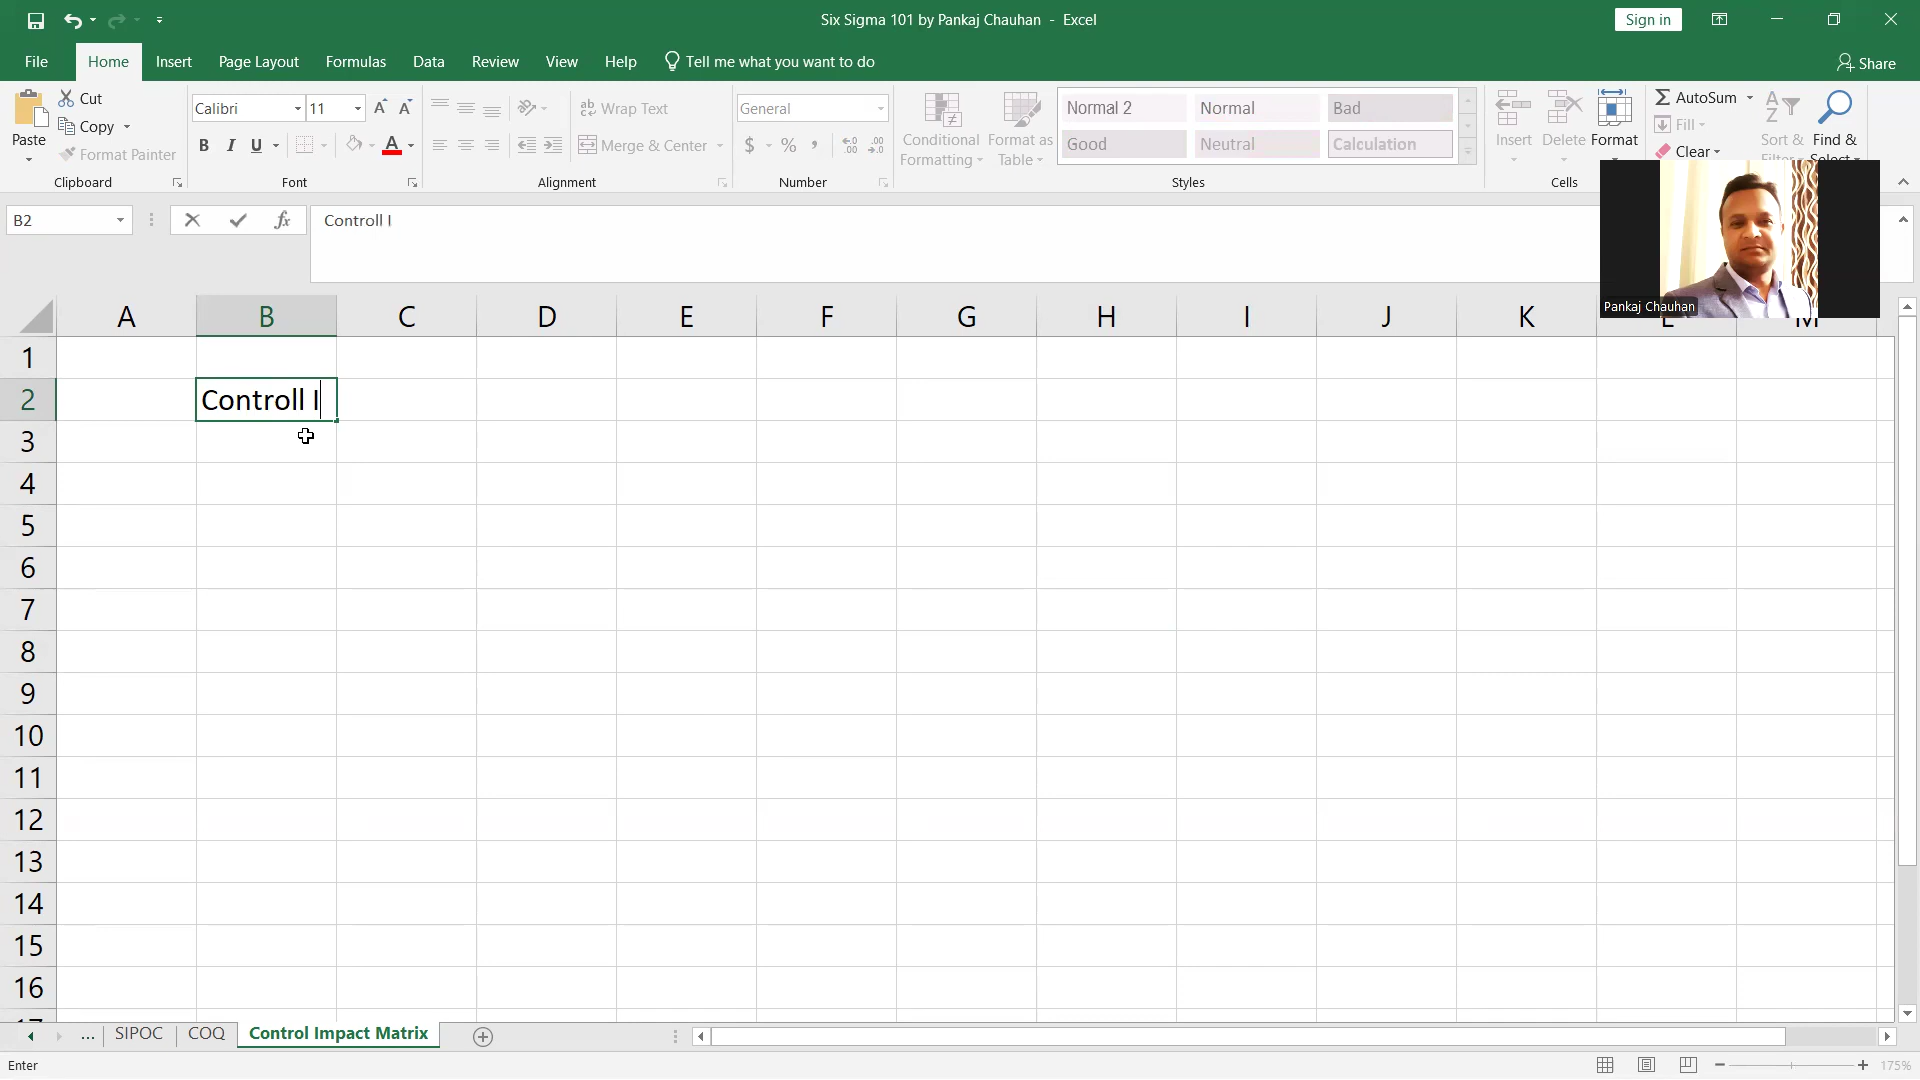 Six Sigma 101 by Pankaj Chauhan - Excel
Sign in
File Home Insert Page Layout Formulas Data Review View Help Tell me what you want to do Share
Paste Cut Copy Format Painter Clipboard
Calibri 11 B I U A Font
ab Wrap Text Merge & Center Alignment
General $ % , Number
Conditional Formatting Format as Table
Normal 2 Normal Bad
Good Neutral Calculation
Styles
Insert Delete Format Cells
Σ AutoSum Fill Clear
Sort & Filter Find & Select
B2 fx Controll I
Pankaj Chauhan
A B C D E F G H I J K L M
1
2 Controll I
3
4
5
6
7
8
9
10
11
12
13
14
15
16
17
... SIPOC COQ Control Impact Matrix
Enter 175%